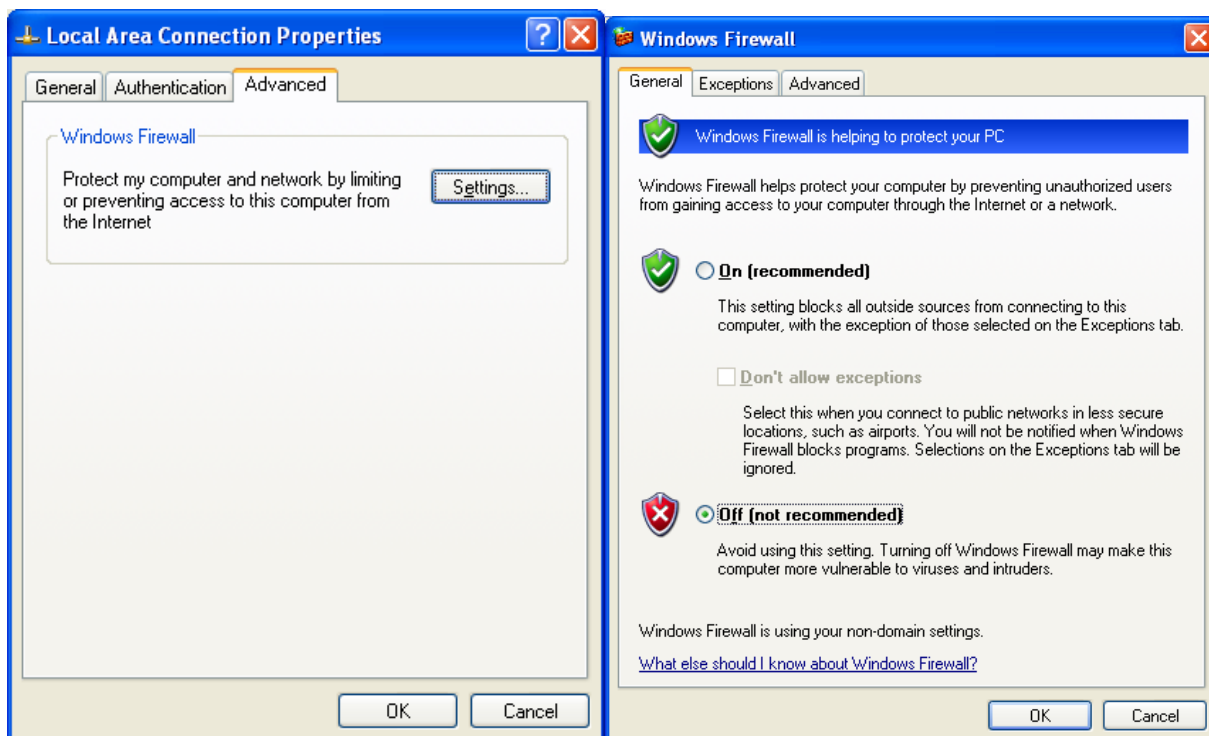 Local Area Connection Properties
General Authentication Advanced
Windows Firewall
Protect my computer and network by limiting
or preventing access to this computer from
the Internet
Settings...
OK Cancel
Windows Firewall
General Exceptions Advanced
Windows Firewall is helping to protect your PC
Windows Firewall helps protect your computer by preventing unauthorized users
from gaining access to your computer through the Internet or a network.
On (recommended)
This setting blocks all outside sources from connecting to this
computer, with the exception of those selected on the Exceptions tab.
Don't allow exceptions
Select this when you connect to public networks in less secure
locations, such as airports. You will not be notified when Windows
Firewall blocks programs. Selections on the Exceptions tab will be
ignored.
Off (not recommended)
Avoid using this setting. Turning off Windows Firewall may make this
computer more vulnerable to viruses and intruders.
Windows Firewall is using your non-domain settings.
What else should I know about Windows Firewall?
OK Cancel